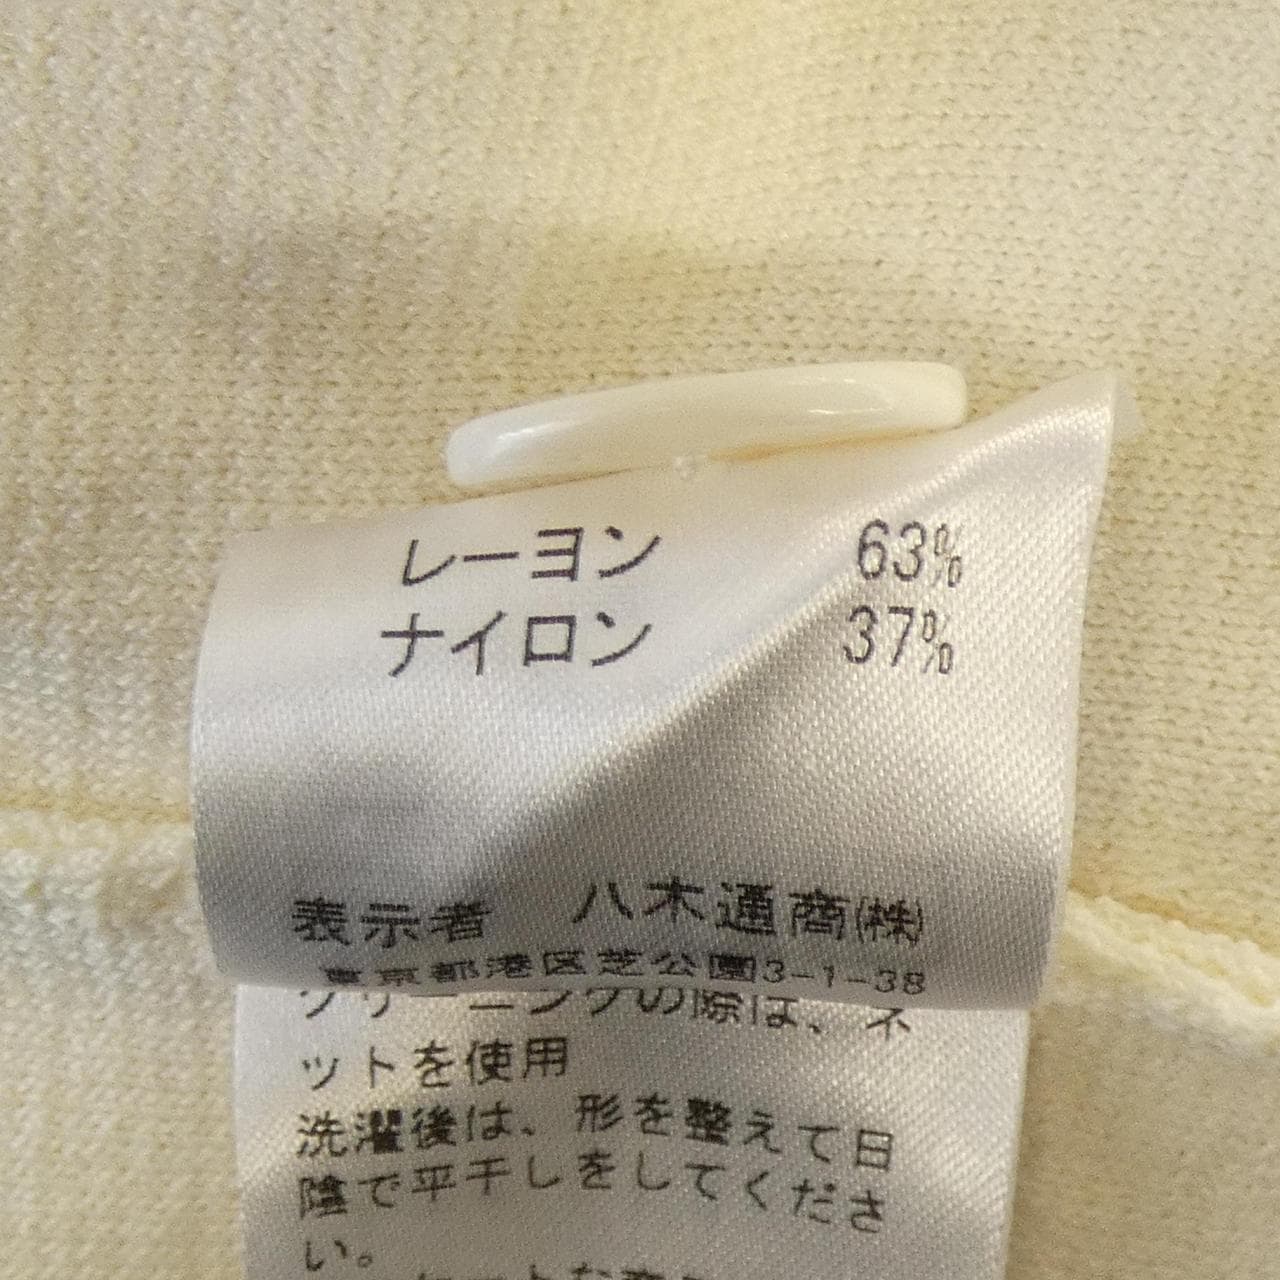 レーヨン 63%
ナイロン 37%
表示者 八木通商(株)
東京都港区芝公園3-1-38
クリーニングの際は、ネ
ットを使用
洗濯後は、形を整えて日
陰で平干しをしてくださ
い。